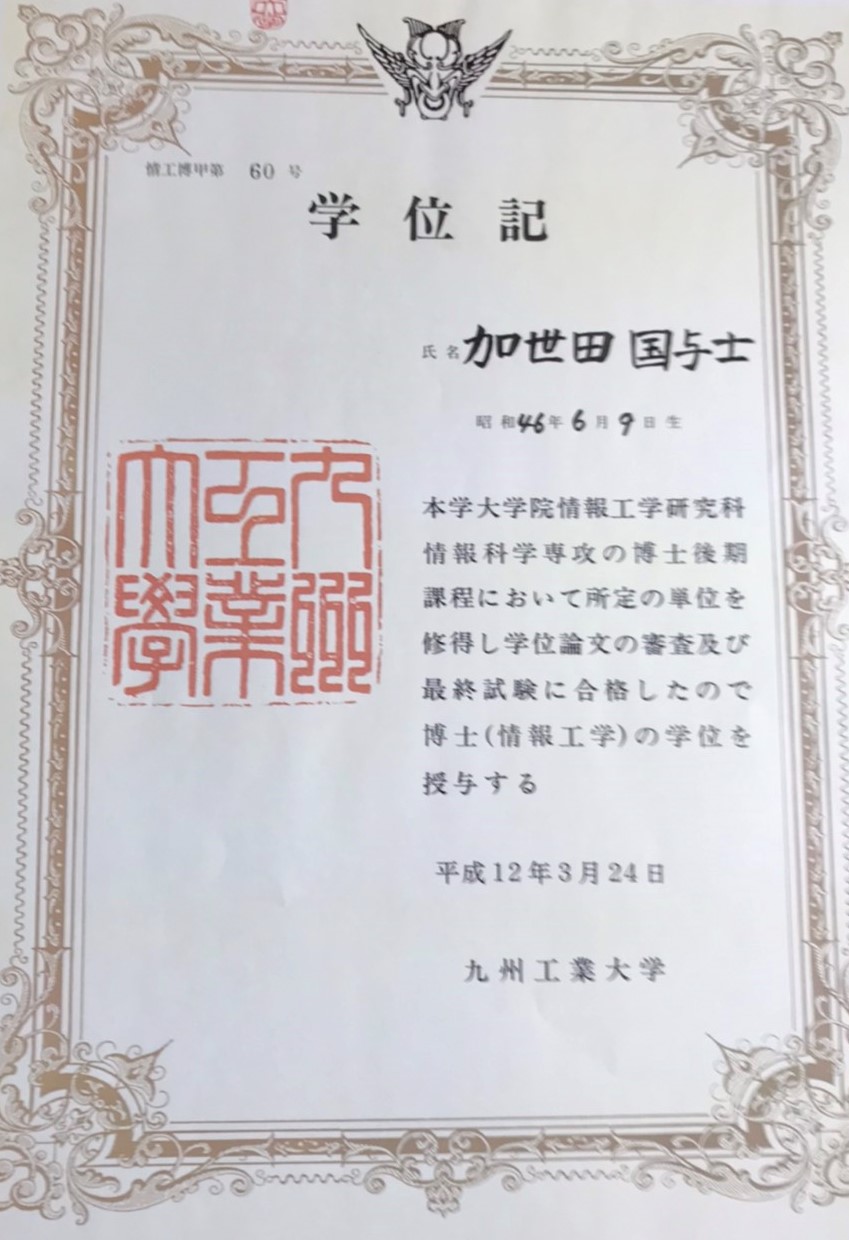 情工博甲第 60 号
学位記
氏名 加世田 国与士
昭和46年6月9日生
本学大学院情報工学研究科
情報科学専攻の博士後期
課程において所定の単位を
修得し学位論文の審査及び
最終試験に合格したので
博士(情報工学)の学位を
授与する
平成12年3月24日
九州工業大学
九州
工業
大學